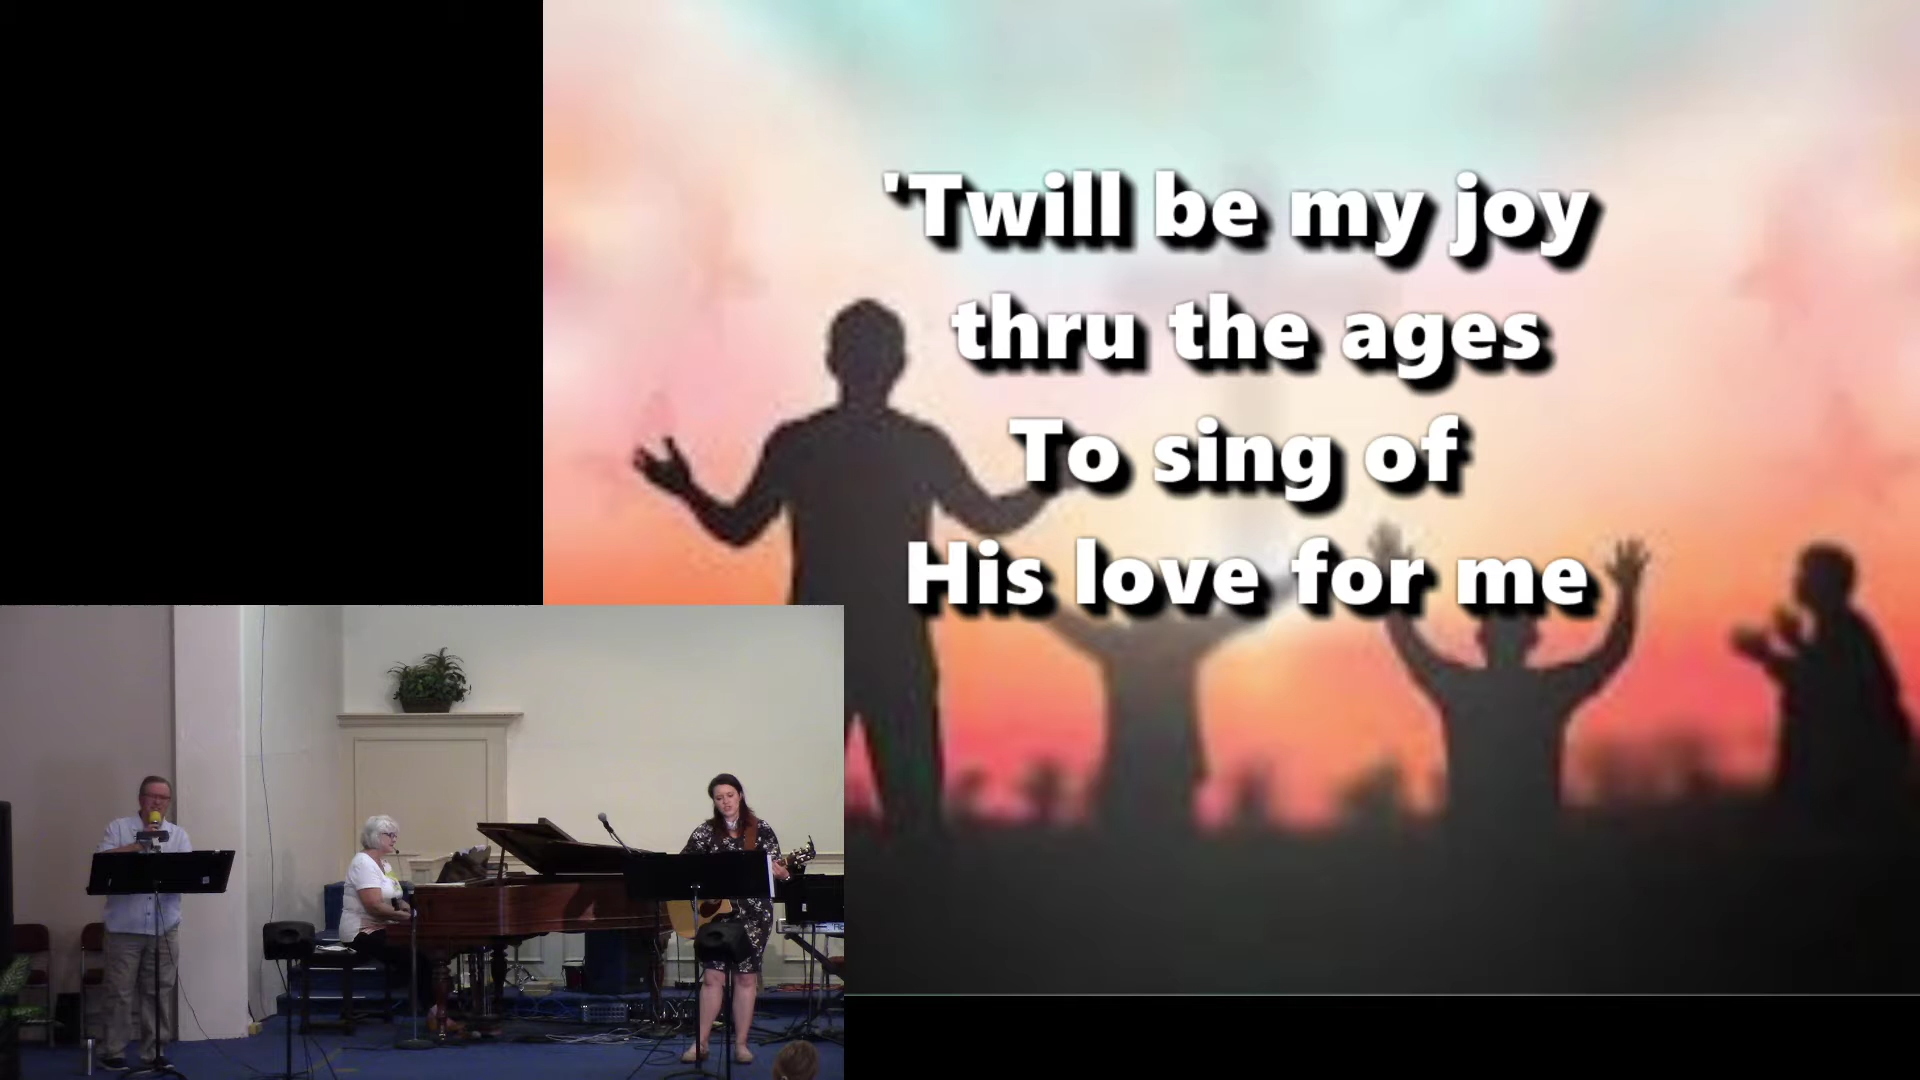 'Twill be my joy
thru the ages
To sing of
His love for me